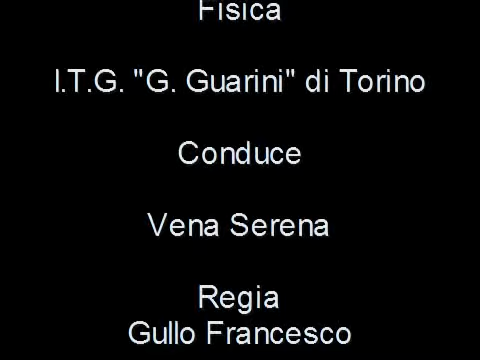 Fisica
I.T.G. "G. Guarini" di Torino
Conduce
Vena Serena
Regia
Gullo Francesco